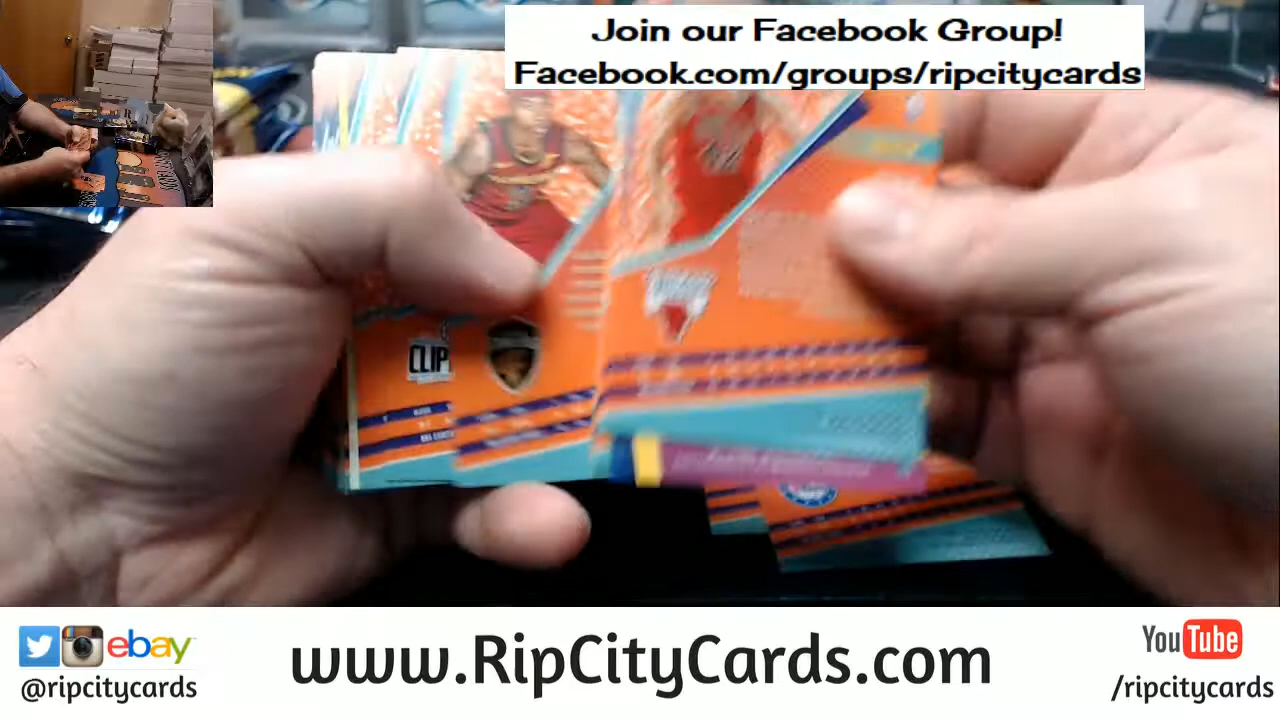 Join our Facebook Group!
Facebook.com/groups/ripcitycards
CLIP
ebay
@ripcitycards
www.RipCityCards.com
YouTube
/ripcitycards